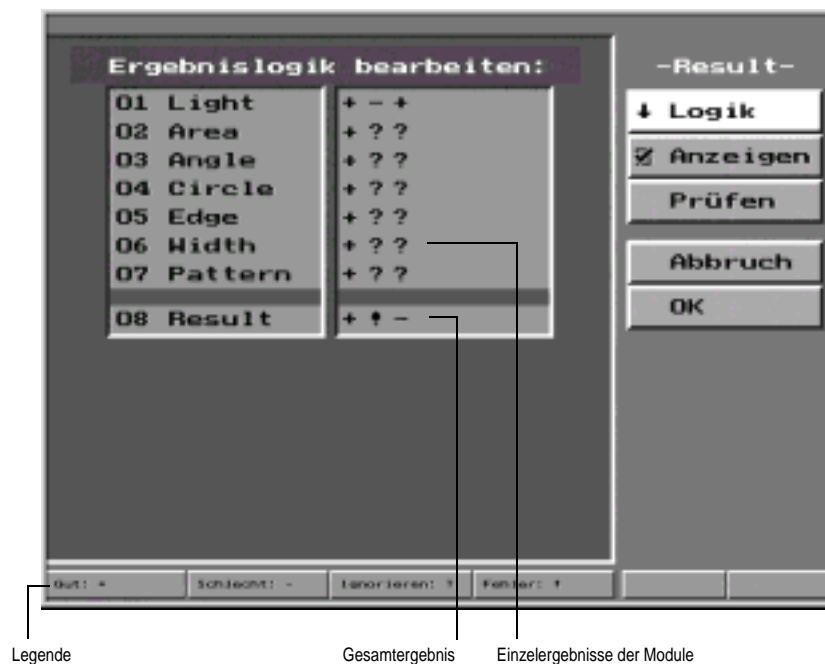 Ergebnislogik bearbeiten:
01 Light + - +
02 Area + ? ?
03 Angle + ? ?
04 Circle + ? ?
05 Edge + ? ?
06 Width + ? ?
07 Pattern + ? ?
08 Result + ! -
-Result-
Logik
Anzeigen
Prüfen
Abbruch
OK
Gut: + Schlecht: - Ignorieren: ? Fehler: !
Legende Gesamtergebnis Einzelergebnisse der Module